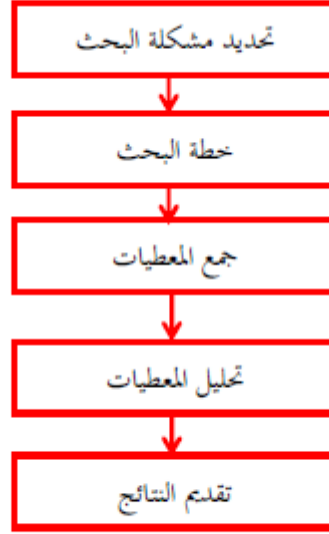 تحديد مشكلة البحث
خطة البحث
جمع المعطيات
تحليل المعطيات
تقديم النتائج